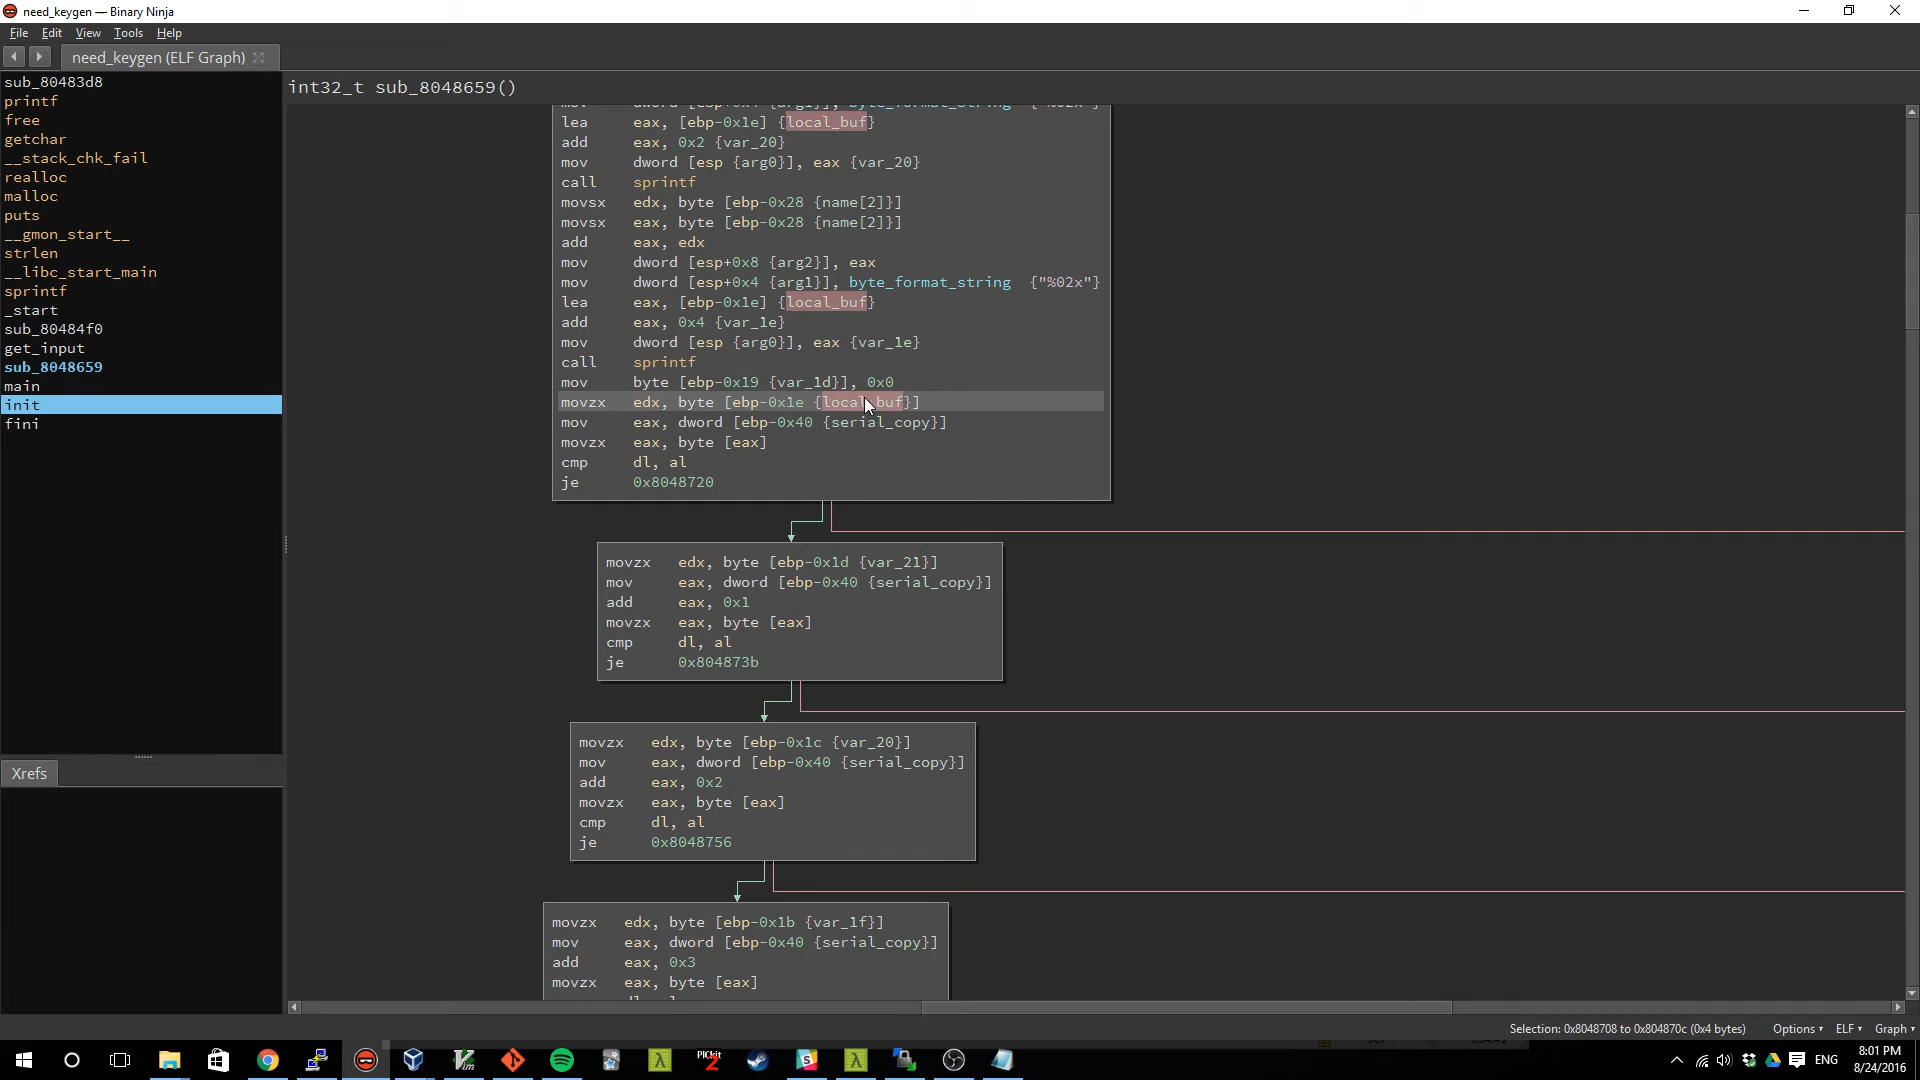 need_keygen — Binary Ninja
File Edit View Tools Help
need_keygen (ELF Graph)
sub_80483d8
printf
free
getchar
__stack_chk_fail
realloc
malloc
puts
__gmon_start__
strlen
__libc_start_main
sprintf
_start
sub_80484f0
get_input
sub_8048659
main
init
fini
Xrefs
int32_t sub_8048659()
lea eax, [ebp-0x1e] {local_buf}
add eax, 0x2 {var_20}
mov dword [esp {arg0}], eax {var_20}
call sprintf
movsx edx, byte [ebp-0x28 {name[2]}]
movsx eax, byte [ebp-0x28 {name[2]}]
add eax, edx
mov dword [esp+0x8 {arg2}], eax
mov dword [esp+0x4 {arg1}], byte_format_string {"%02x"}
lea eax, [ebp-0x1e] {local_buf}
add eax, 0x4 {var_1e}
mov dword [esp {arg0}], eax {var_1e}
call sprintf
mov byte [ebp-0x19 {var_1d}], 0x0
movzx edx, byte [ebp-0x1e {local_buf}]
mov eax, dword [ebp-0x40 {serial_copy}]
movzx eax, byte [eax]
cmp dl, al
je 0x8048720
movzx edx, byte [ebp-0x1d {var_21}]
mov eax, dword [ebp-0x40 {serial_copy}]
add eax, 0x1
movzx eax, byte [eax]
cmp dl, al
je 0x804873b
movzx edx, byte [ebp-0x1c {var_20}]
mov eax, dword [ebp-0x40 {serial_copy}]
add eax, 0x2
movzx eax, byte [eax]
cmp dl, al
je 0x8048756
movzx edx, byte [ebp-0x1b {var_1f}]
mov eax, dword [ebp-0x40 {serial_copy}]
add eax, 0x3
movzx eax, byte [eax]
Selection: 0x8048708 to 0x804870c (0x4 bytes) Options ELF Graph
PICkit 2
ENG
8:01 PM
8/24/2016